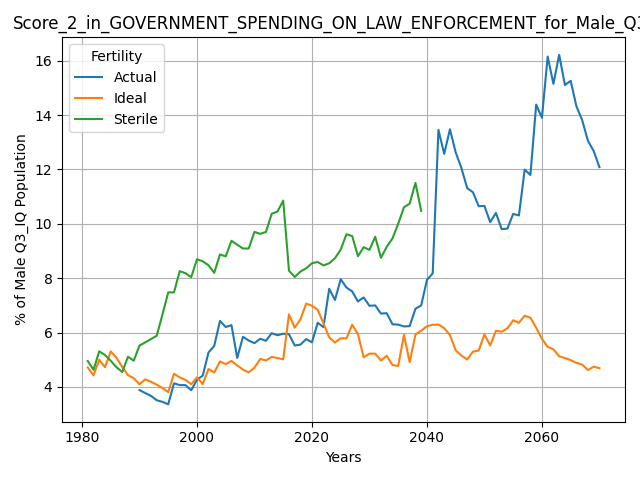 Score_2_in_GOVERNMENT_SPENDING_ON_LAW_ENFORCEMENT_for_Male_Q3
Fertility
Actual
Ideal
Sterile
% of Male Q3_IQ Population
16
14
12
10
8
6
4
1980
2000
2020
2040
2060
Years